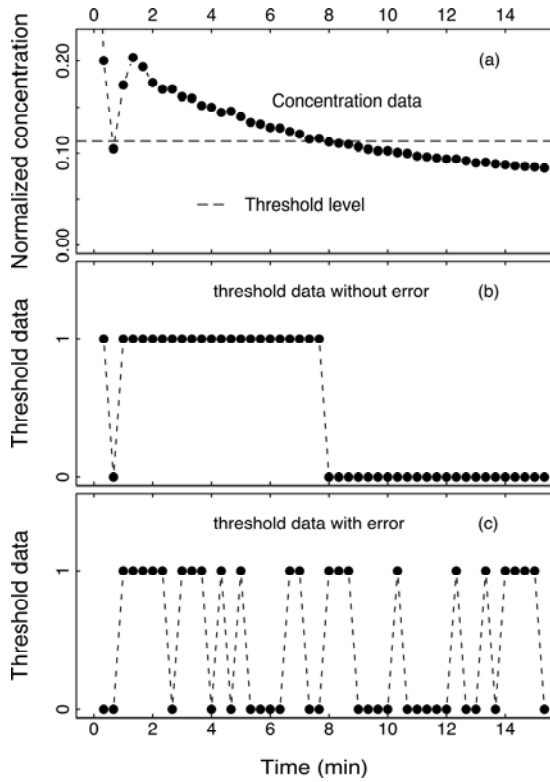 0 2 4 6 8 10 12 14
Normalized concentration
0.20
0.10
0.00
(a)
Concentration data
Threshold level
Threshold data
1
0
threshold data without error (b)
Threshold data
1
0
threshold data with error (c)
0 2 4 6 8 10 12 14
Time (min)